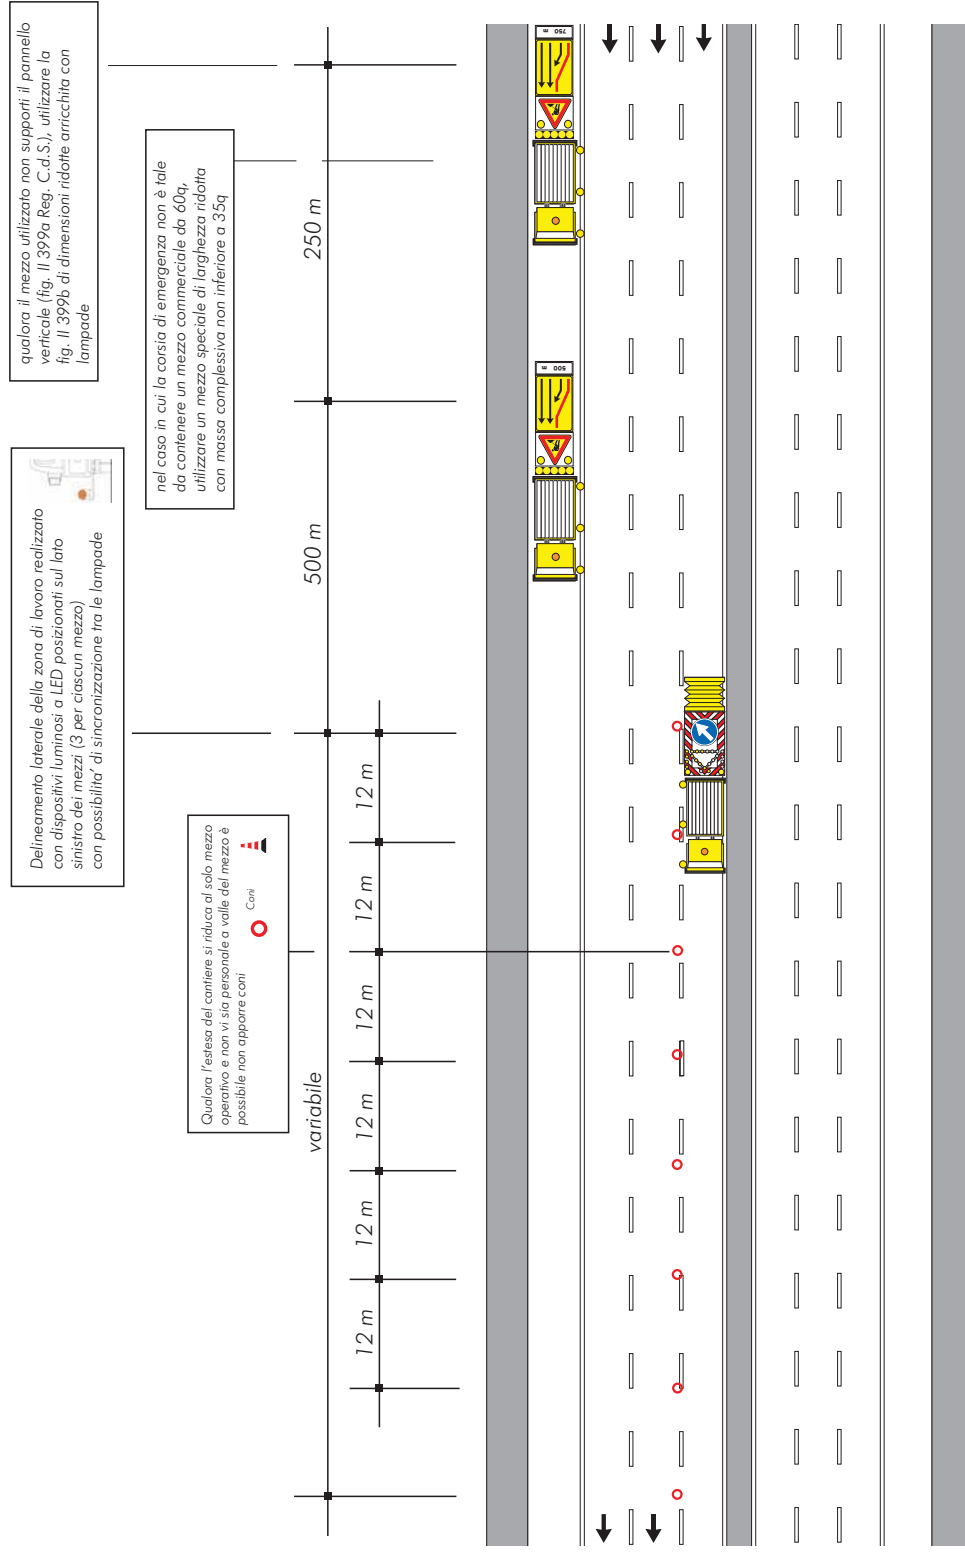 qualora il mezzo utilizzato non supporti il pannello
verticale (fig. II 399a Reg. C.d.S.), utilizzare la
fig. II 399b di dimensioni ridotte arricchita con
lampade
nel caso in cui la corsia di emergenza non è tale
da contenere un mezzo commerciale da 60q,
utilizzare un mezzo speciale di larghezza ridotta
con massa complessiva non inferiore a 35q
Delineamento laterale della zona di lavoro realizzato
con dispositivi luminosi a LED posizionati sul lato
sinistro dei mezzi (3 per ciascun mezzo)
con possibilita' di sincronizzazione tra le lampade
Qualora l'estesa del cantiere si riduca al solo mezzo
operativo e non vi sia personale a valle del mezzo è
possibile non apporre coni
Coni
250 m
500 m
variabile
12 m
12 m
12 m
12 m
12 m
12 m
750 m
500 m